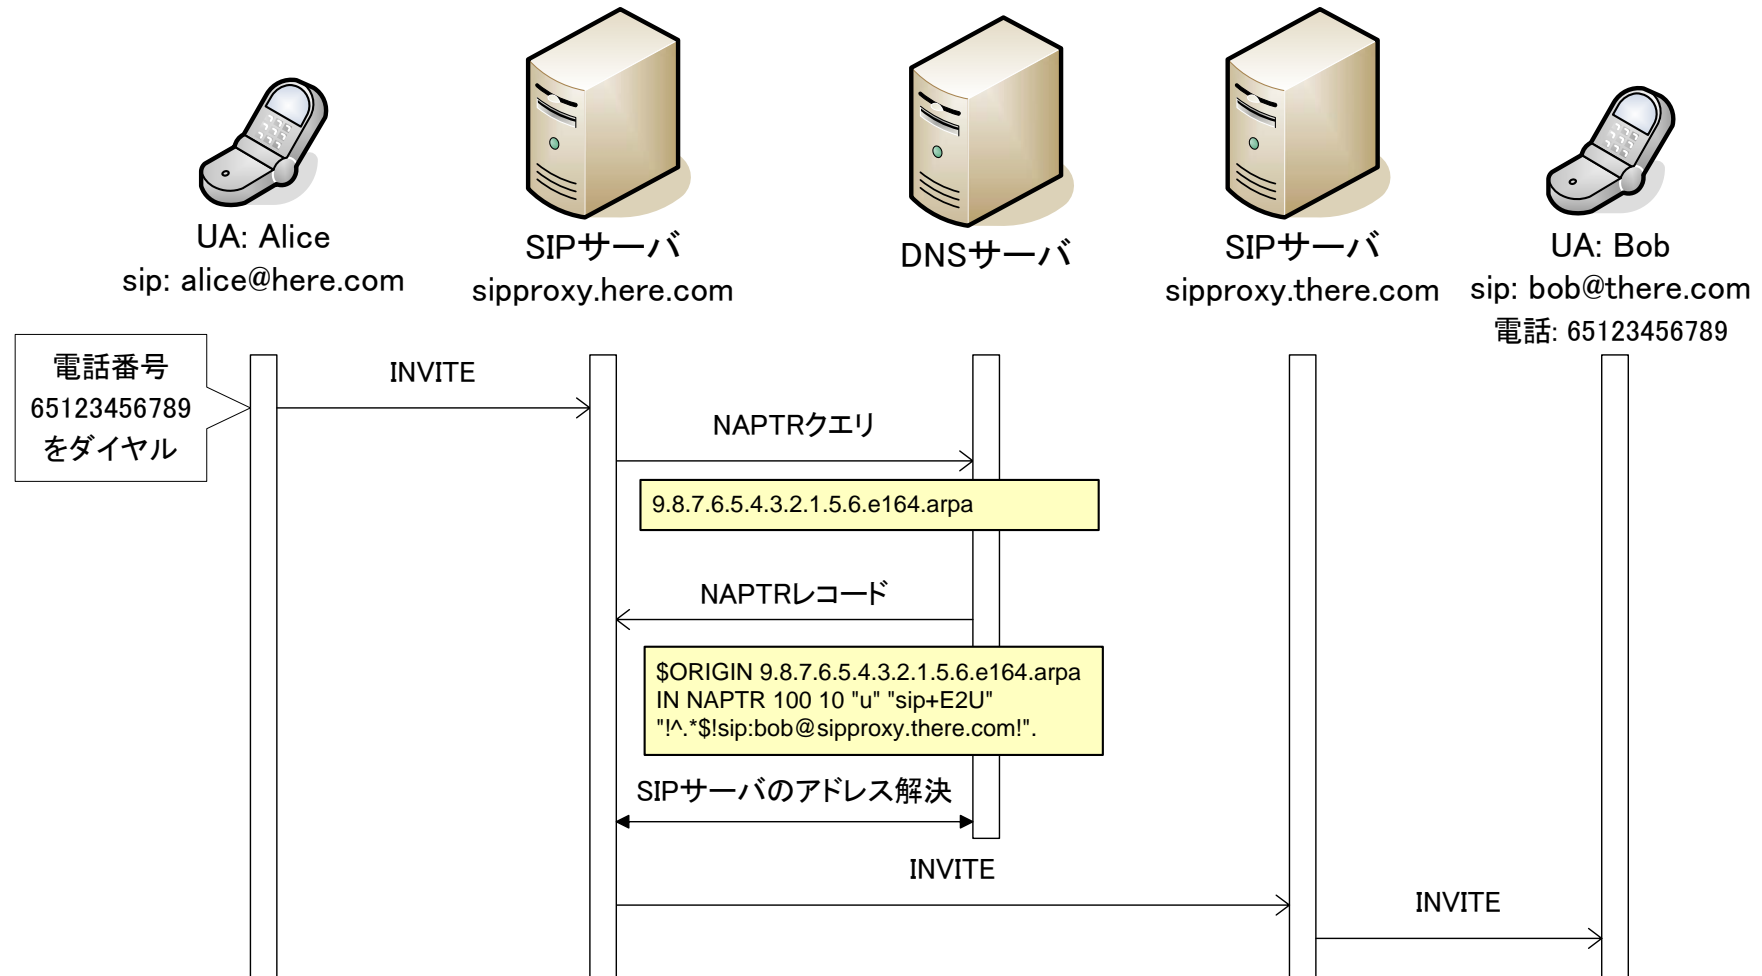 UA: Alice
sip: alice@here.com
SIPサーバ
sipproxy.here.com
DNSサーバ
SIPサーバ
sipproxy.there.com
UA: Bob
sip: bob@there.com
電話: 65123456789
電話番号
65123456789
をダイヤル
INVITE
NAPTRクエリ
9.8.7.6.5.4.3.2.1.5.6.e164.arpa
NAPTRレコード
$ORIGIN 9.8.7.6.5.4.3.2.1.5.6.e164.arpa
IN NAPTR 100 10 "u" "sip+E2U"
"!^.*$!sip:bob@sipproxy.there.com!".
SIPサーバのアドレス解決
INVITE
INVITE